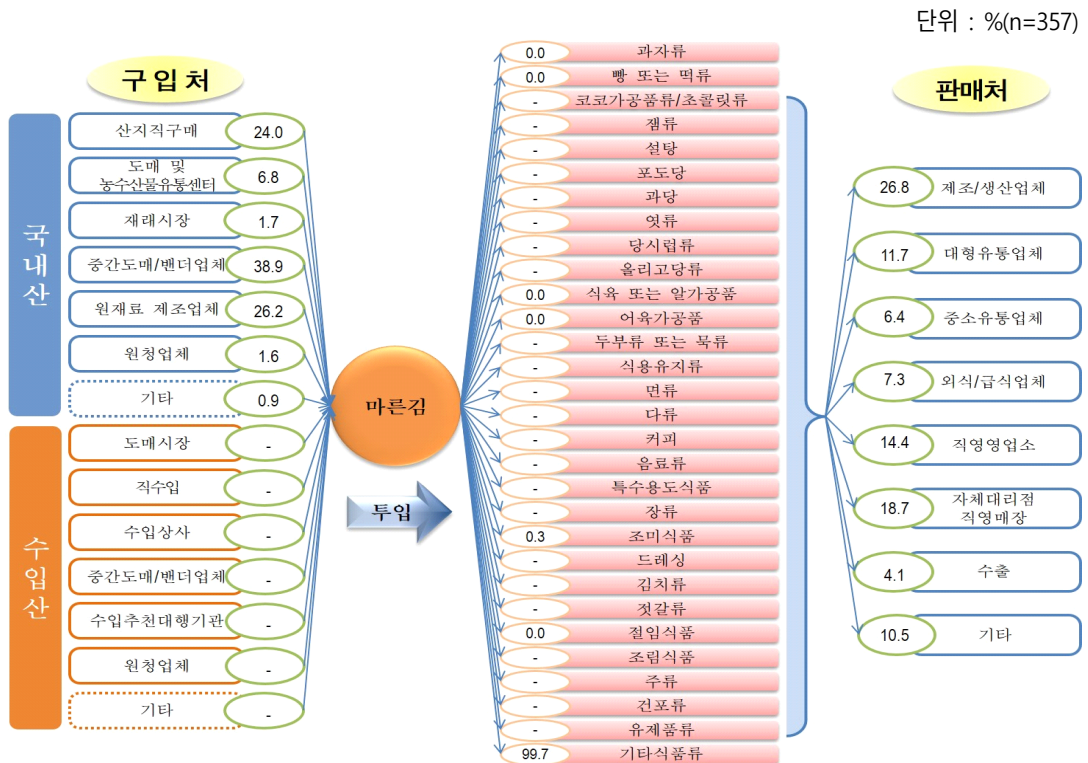 단위 : %(n=357)
구입처
판매처
국내산
산지직구매 24.0
도매 및
농수산물유통센터 6.8
재래시장 1.7
중간도매/밴더업체 38.9
원재료 제조업체 26.2
원청업체 1.6
기타 0.9
수입산
도매시장 -
직수입 -
수입상사 -
중간도매/밴더업체 -
수입추천대행기관 -
원청업체 -
기타 -
마른김
투입
0.0 과자류
0.0 빵 또는 떡류
- 코코가공품류/초콜릿류
- 잼류
- 설탕
- 포도당
- 과당
- 엿류
- 당시럽류
- 올리고당류
0.0 식육 또는 알가공품
0.0 어육가공품
- 두부류 또는 묵류
- 식용유지류
- 면류
- 다류
- 커피
- 음료류
- 특수용도식품
- 장류
0.3 조미식품
- 드레싱
- 김치류
- 젓갈류
0.0 절임식품
- 조림식품
- 주류
- 건포류
- 유제품류
99.7 기타식품류
26.8 제조/생산업체
11.7 대형유통업체
6.4 중소유통업체
7.3 외식/급식업체
14.4 직영영업소
18.7 자체대리점
직영매장
4.1 수출
10.5 기타